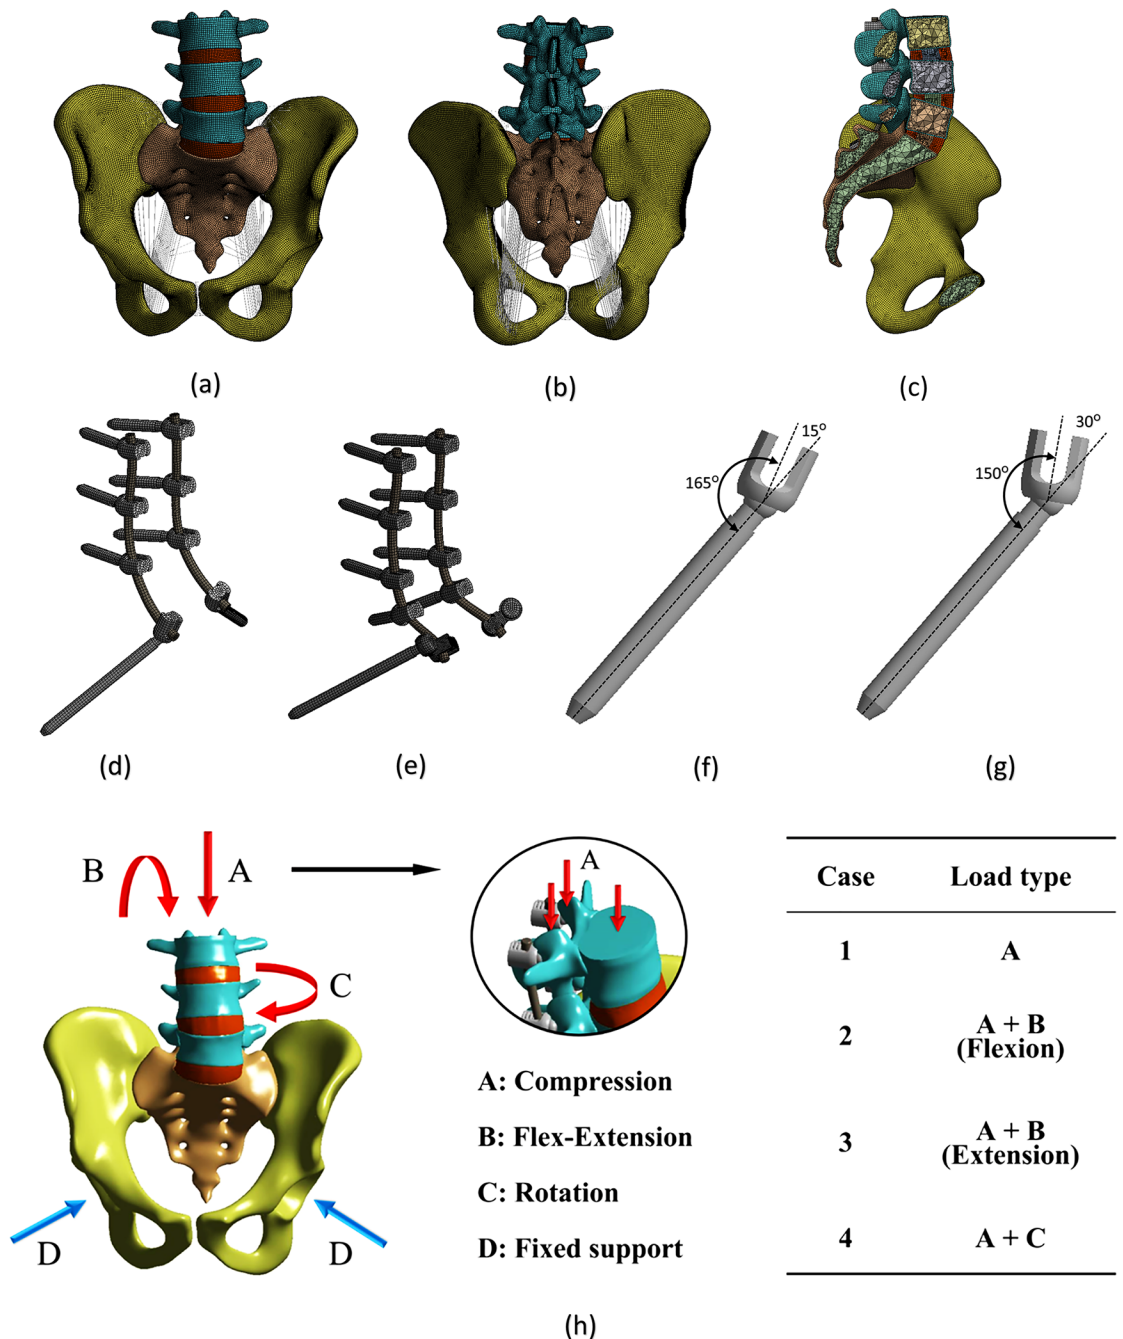 (a)
(b)
(c)
15°
165°
30°
150°
(d)
(e)
(f)
(g)
B
A
C
D
D
A
A: Compression
B: Flex-Extension
C: Rotation
D: Fixed support
Case Load type
1 A
2 A + B
(Flexion)
3 A + B
(Extension)
4 A + C
(h)